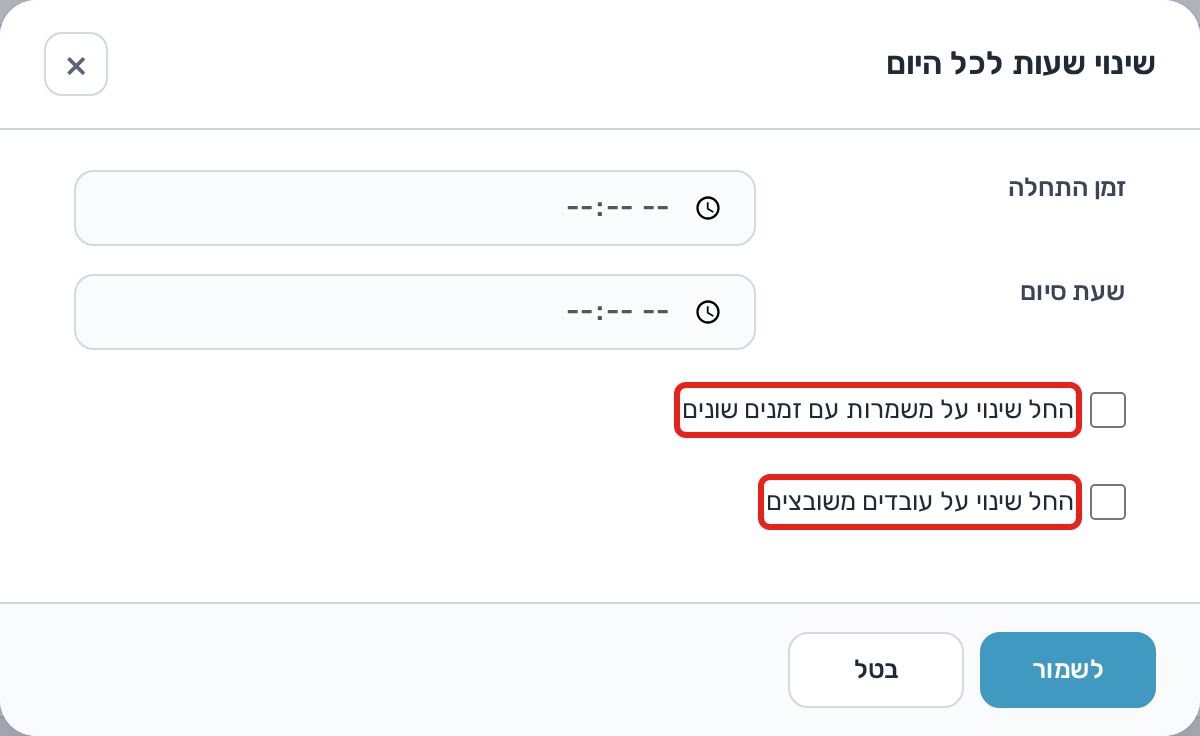 שינוי שעות לכל היום
×
זמן התחלה
--:-- --
שעת סיום
--:-- --
החל שינוי על משמרות עם זמנים שונים
החל שינוי על עובדים משובצים
לשמור
בטל